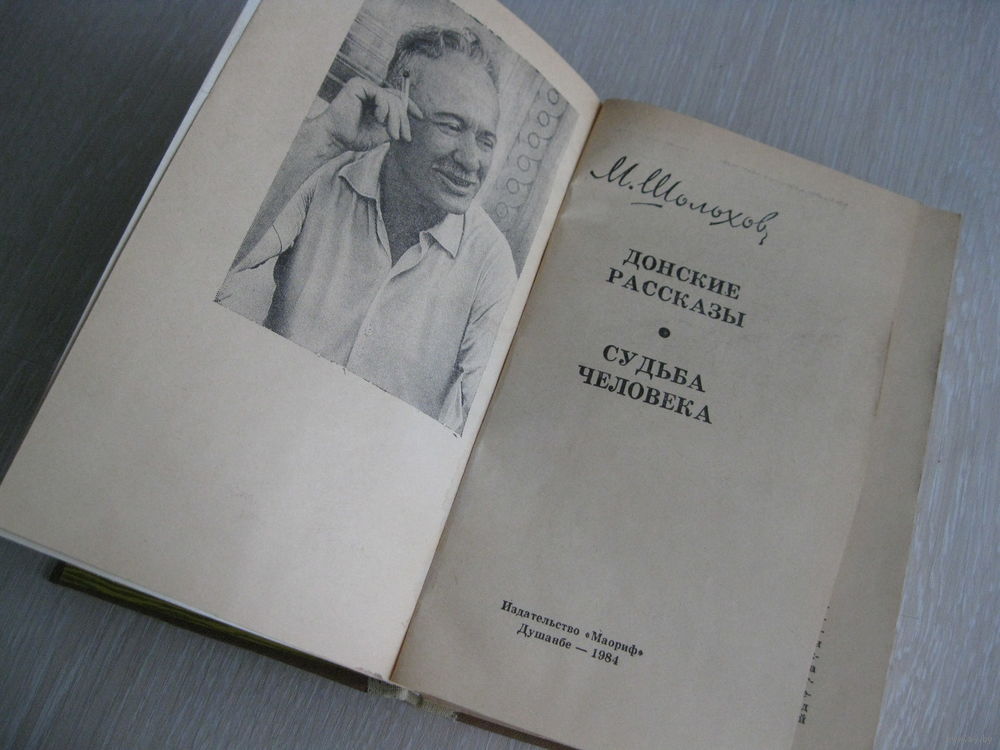 М. Шолохов
ДОНСКИЕ
РАССКАЗЫ
СУДЬБА
ЧЕЛОВЕКА
Издательство «Маориф»
Душанбе — 1984